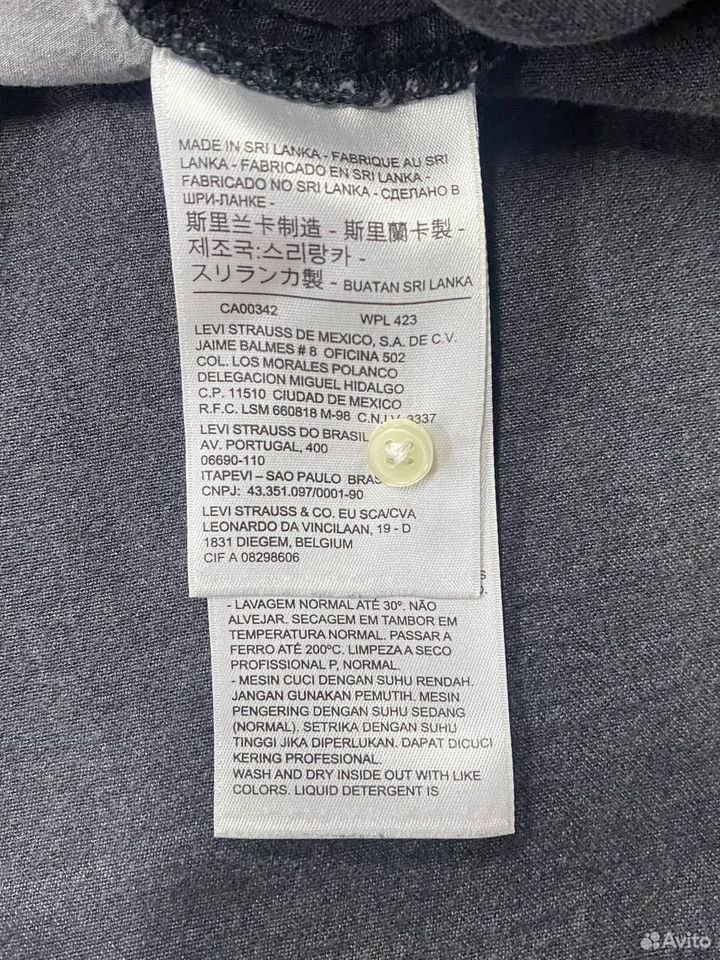 MADE IN SRI LANKA - FABRIQUE AU SRI
LANKA - FABRICADO EN SRI LANKA -
FABRICADO NO SRI LANKA - СДЕЛАНО В
ШРИ-ЛАНКЕ -
斯里兰卡制造 - 斯里蘭卡製 -
제조국:스리랑카 -
スリランカ製 - BUATAN SRI LANKA
CA00342 WPL 423
LEVI STRAUSS DE MEXICO, S.A. DE C.V.
JAIME BALMES # 8 OFICINA 502
COL. LOS MORALES POLANCO
DELEGACION MIGUEL HIDALGO
C.P. 11510 CIUDAD DE MEXICO
R.F.C. LSM 660818 M-98 C.N.I.V. 3337
LEVI STRAUSS DO BRASIL
AV. PORTUGAL, 400
06690-110
ITAPEVI – SAO PAULO BRAS
CNPJ: 43.351.097/0001-90
LEVI STRAUSS & CO. EU SCA/CVA
LEONARDO DA VINCILAAN, 19 - D
1831 DIEGEM, BELGIUM
CIF A 08298606
- LAVAGEM NORMAL ATÉ 30º. NÃO
ALVEJAR. SECAGEM EM TAMBOR EM
TEMPERATURA NORMAL. PASSAR A
FERRO ATÉ 200ºC. LIMPEZA A SECO
PROFISSIONAL P, NORMAL.
- MESIN CUCI DENGAN SUHU RENDAH.
JANGAN GUNAKAN PEMUTIH. MESIN
PENGERING DENGAN SUHU SEDANG
(NORMAL). SETRIKA DENGAN SUHU
TINGGI JIKA DIPERLUKAN. DAPAT DICUCI
KERING PROFESIONAL.
WASH AND DRY INSIDE OUT WITH LIKE
COLORS. LIQUID DETERGENT IS
Avito